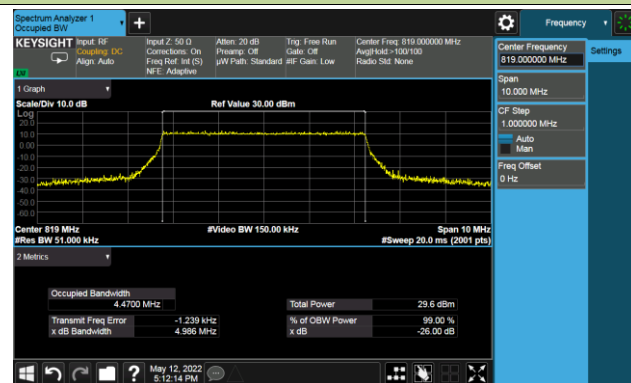 Spectrum Analyzer 1
Occupied BW
Frequency
KEYSIGHT
Input: RF
Coupling: DC
Align: Auto
Input Z: 50 Ω
Corrections: On
Freq Ref: Int (S)
NFE: Adaptive
Atten: 20 dB
Preamp: Off
µW Path: Standard
Trig: Free Run
Gate: Off
#IF Gain: Low
Center Freq: 819.000000 MHz
Avg|Hold:>100/100
Radio Std: None
LXI
Center Frequency
819.000000 MHz
Settings
Span
10.000 MHz
CF Step
1.000000 MHz
Auto
Man
Freq Offset
0 Hz
1 Graph
Scale/Div 10.0 dB
Ref Value 30.00 dBm
Log
20.0
10.0
0.00
-10.0
-20.0
-30.0
-40.0
-50.0
-60.0
Center 819 MHz
#Video BW 150.00 kHz
Span 10 MHz
#Res BW 51.000 kHz
#Sweep 20.0 ms (2001 pts)
2 Metrics
Occupied Bandwidth
4.4700 MHz
Total Power 29.6 dBm
Transmit Freq Error -1.239 kHz
% of OBW Power 99.00 %
x dB Bandwidth 4.986 MHz
x dB -26.00 dB
?
May 12, 2022
5:12:14 PM